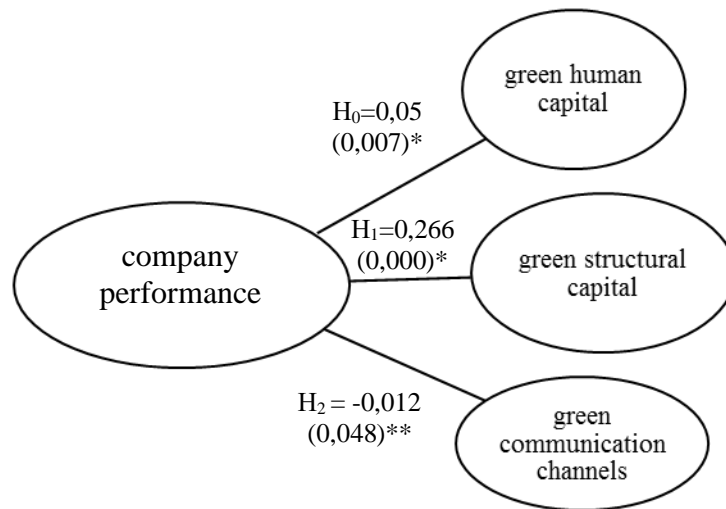 green human
capital
H₀=0,05
(0,007)*
H₁=0,266
(0,000)*
company
performance
green structural
capital
H₂ = -0,012
(0,048)**
green
communication
channels